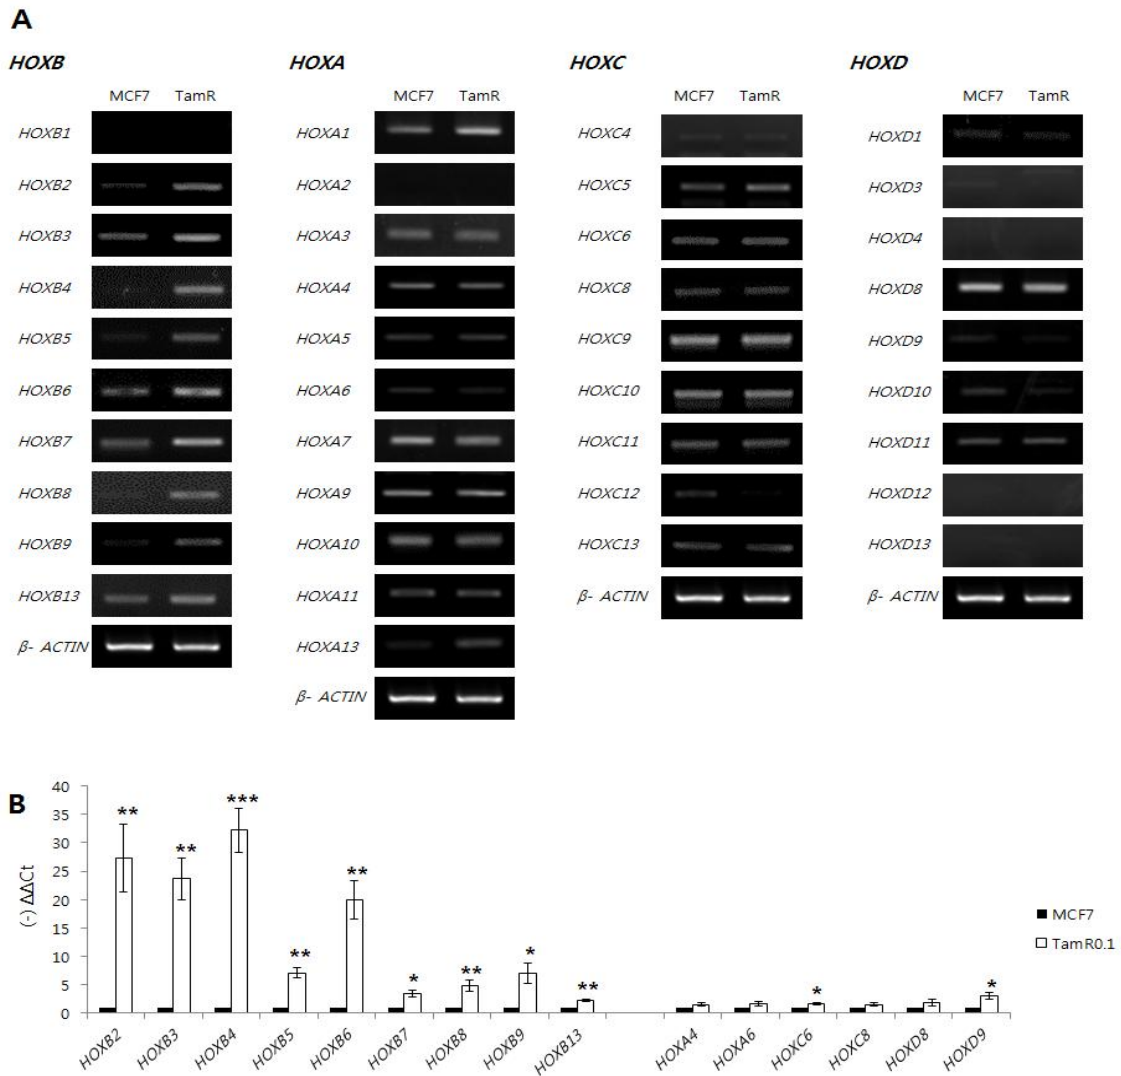 A
HOXB
MCF7 TamR
HOXB1
HOXB2
HOXB3
HOXB4
HOXB5
HOXB6
HOXB7
HOXB8
HOXB9
HOXB13
β- ACTIN
HOXA
MCF7 TamR
HOXA1
HOXA2
HOXA3
HOXA4
HOXA5
HOXA6
HOXA7
HOXA9
HOXA10
HOXA11
HOXA13
β- ACTIN
HOXC
MCF7 TamR
HOXC4
HOXC5
HOXC6
HOXC8
HOXC9
HOXC10
HOXC11
HOXC12
HOXC13
β- ACTIN
HOXD
MCF7 TamR
HOXD1
HOXD3
HOXD4
HOXD8
HOXD9
HOXD10
HOXD11
HOXD12
HOXD13
β- ACTIN
B
(-) ΔΔCt
40
35
30
25
20
15
10
5
0
** ** *** ** ** * ** * ** * *
HOXB2 HOXB3 HOXB4 HOXB5 HOXB6 HOXB7 HOXB8 HOXB9 HOXB13 HOXA4 HOXA6 HOXC6 HOXC8 HOXD8 HOXD9
MCF7
TamR0.1